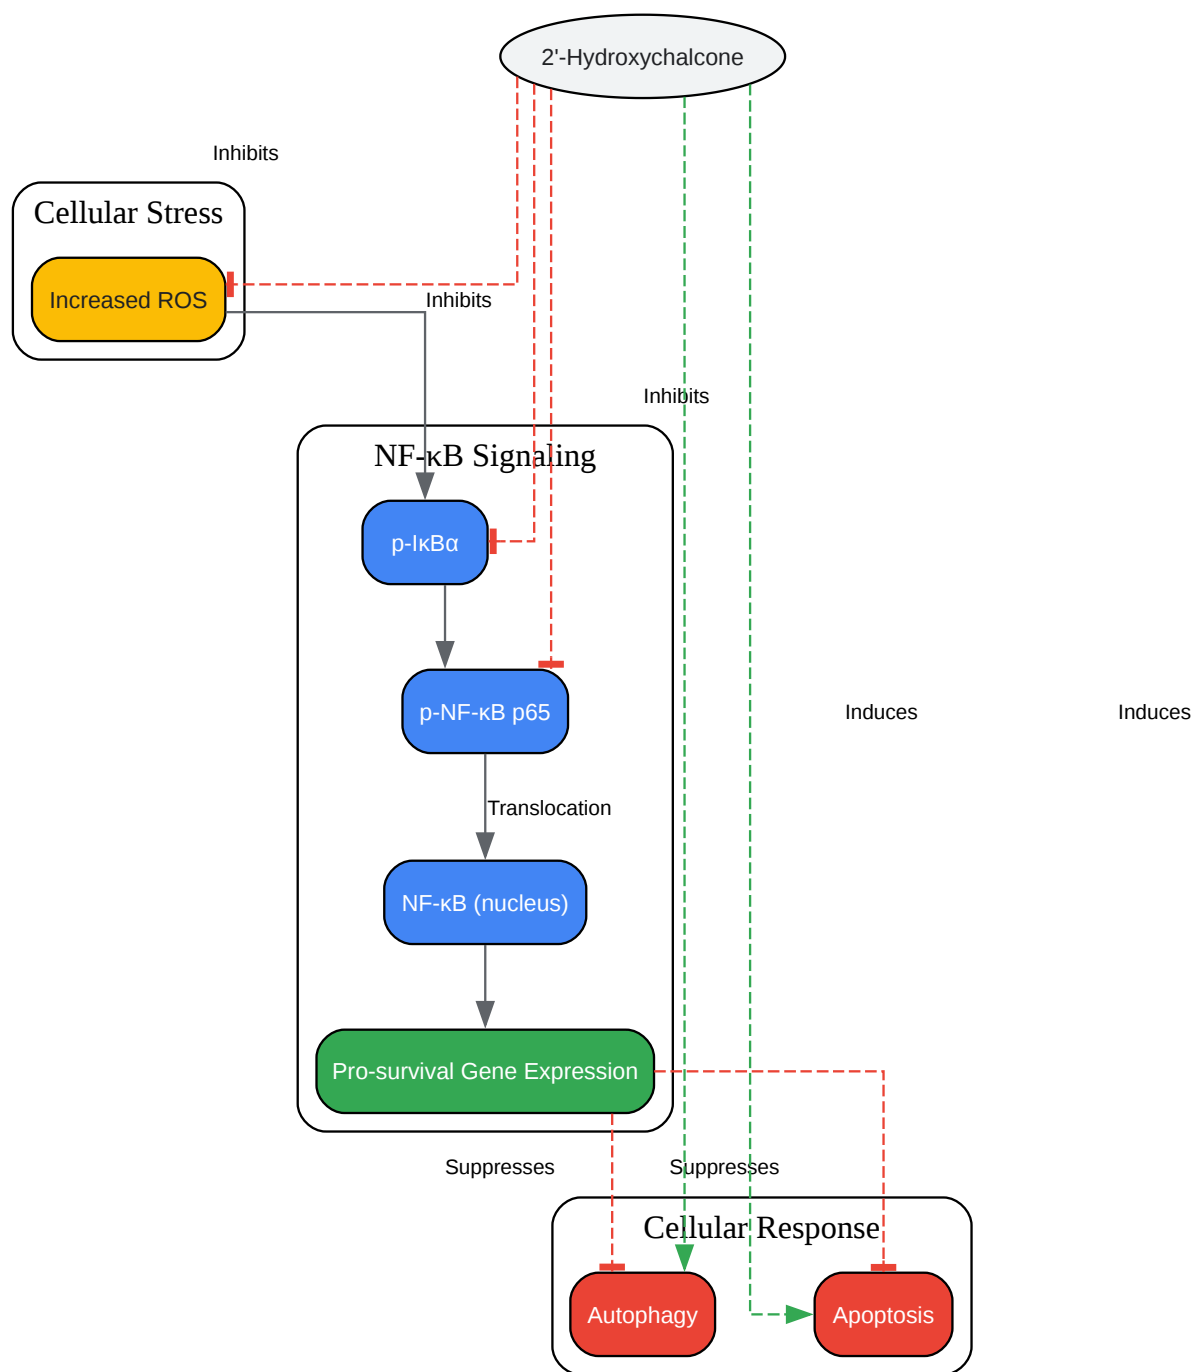 2'-Hydroxychalcone
Inhibits
Cellular Stress
Increased ROS
Inhibits
Inhibits
NF-κB Signaling
p-IκBα
p-NF-κB p65
Induces
Induces
Translocation
NF-κB (nucleus)
Pro-survival Gene Expression
Suppresses
Suppresses
Cellular Response
Autophagy
Apoptosis